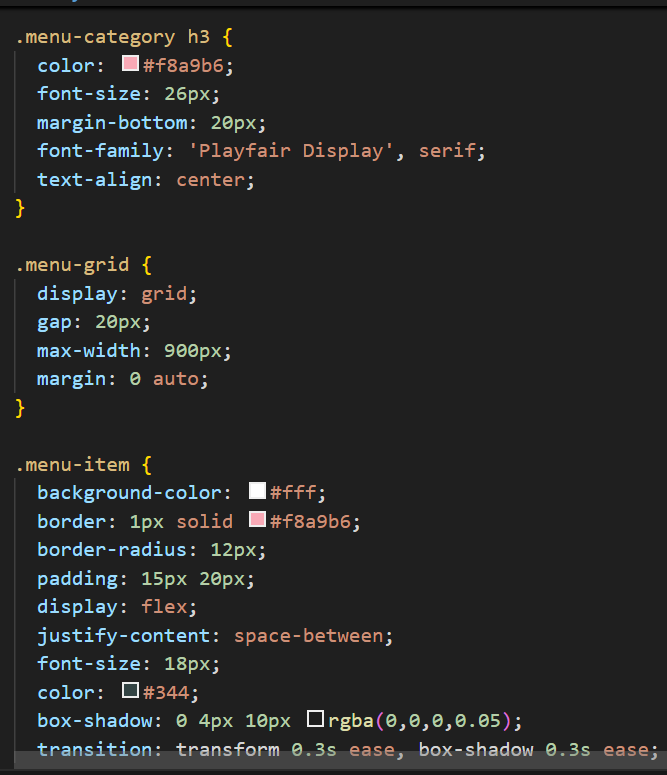 .menu-category h3 {
color: #f8a9b6;
font-size: 26px;
margin-bottom: 20px;
font-family: 'Playfair Display', serif;
text-align: center;
}
.menu-grid {
display: grid;
gap: 20px;
max-width: 900px;
margin: 0 auto;
}
.menu-item {
background-color: #fff;
border: 1px solid #f8a9b6;
border-radius: 12px;
padding: 15px 20px;
display: flex;
justify-content: space-between;
font-size: 18px;
color: #344;
box-shadow: 0 4px 10px rgba(0,0,0,0.05);
transition: transform 0.3s ease, box-shadow 0.3s ease;